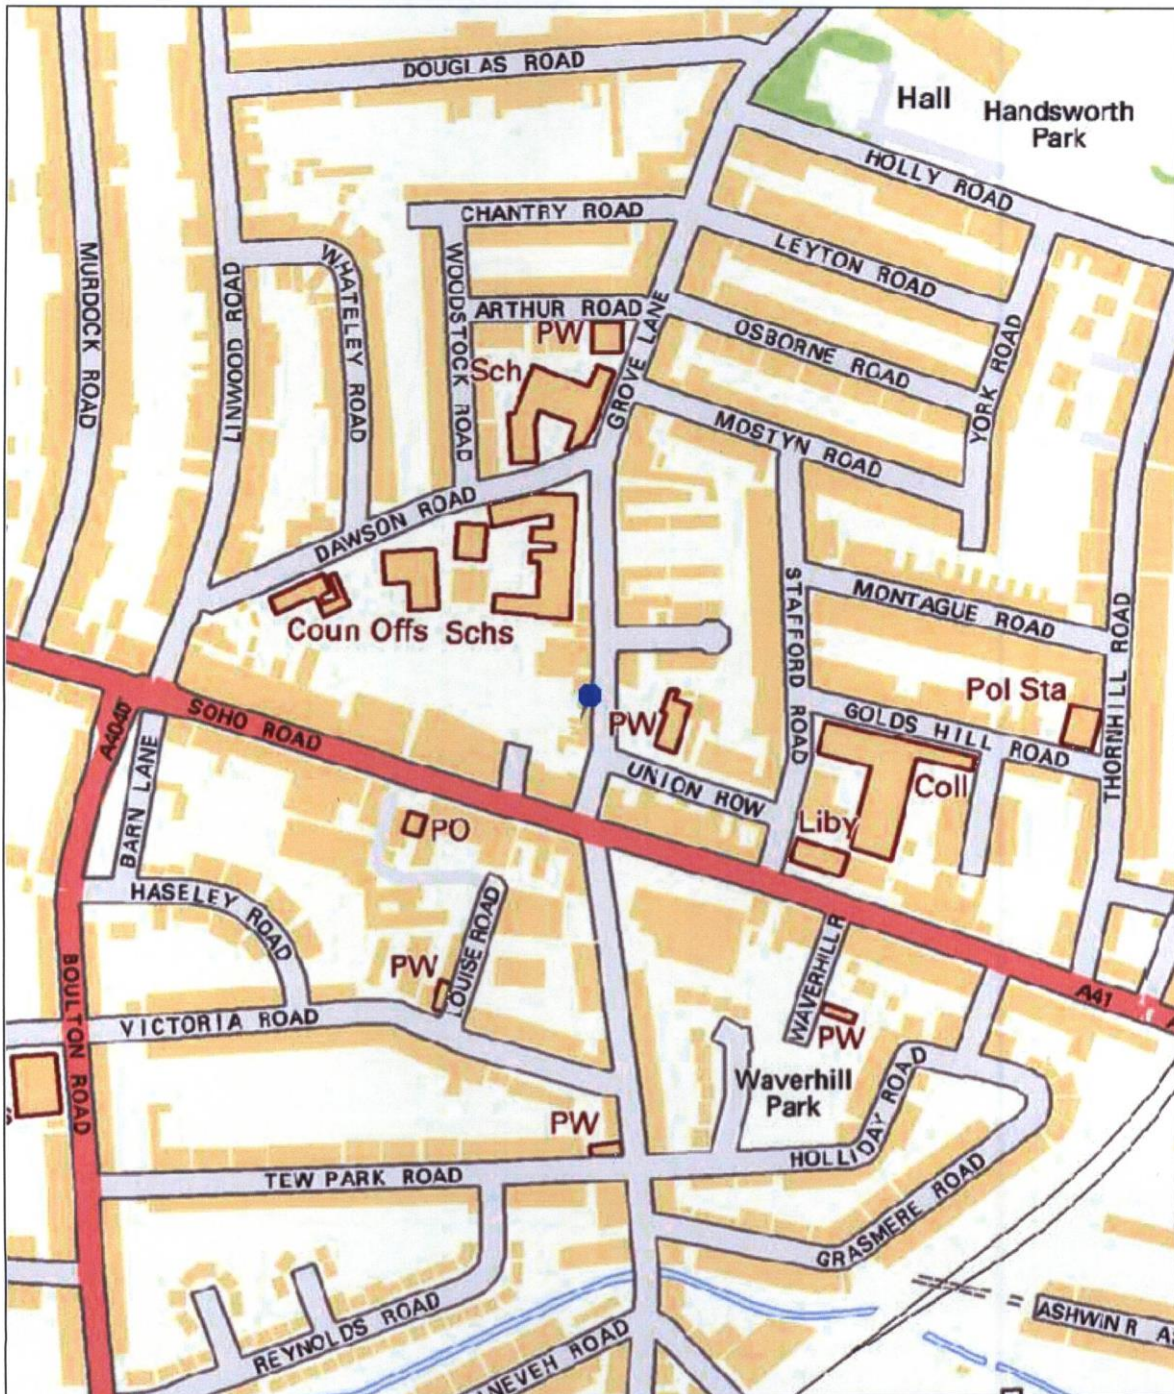 DOUGLAS ROAD
Hall
Handsworth
Park
HOLLY ROAD
CHANTRY ROAD
LEYTON ROAD
MURDOCK ROAD
LINWOOD ROAD
WHATELEY ROAD
WOODSTOCK ROAD
ARTHUR ROAD
PW
GROVE LANE
OSBORNE ROAD
YORK ROAD
Sch
MOSTYN ROAD
DAWSON ROAD
STAFFORD ROAD
MONTAGUE ROAD
THORNHILL ROAD
Coun Offs
Schs
Pol Sta
A4040
SOHO ROAD
PW
GOLDS HILL ROAD
UNION ROW
Coll
BARN LANE
PO
Liby
HASELEY ROAD
LOUISE ROAD
WAVERHILL R
PW
A41
BOULTON ROAD
VICTORIA ROAD
PW
Waverhill
Park
HOLLIDAY ROAD
s
PW
TEW PARK ROAD
GRASMERE ROAD
REYNOLDS ROAD
ASHWIN R
NEVEH ROAD